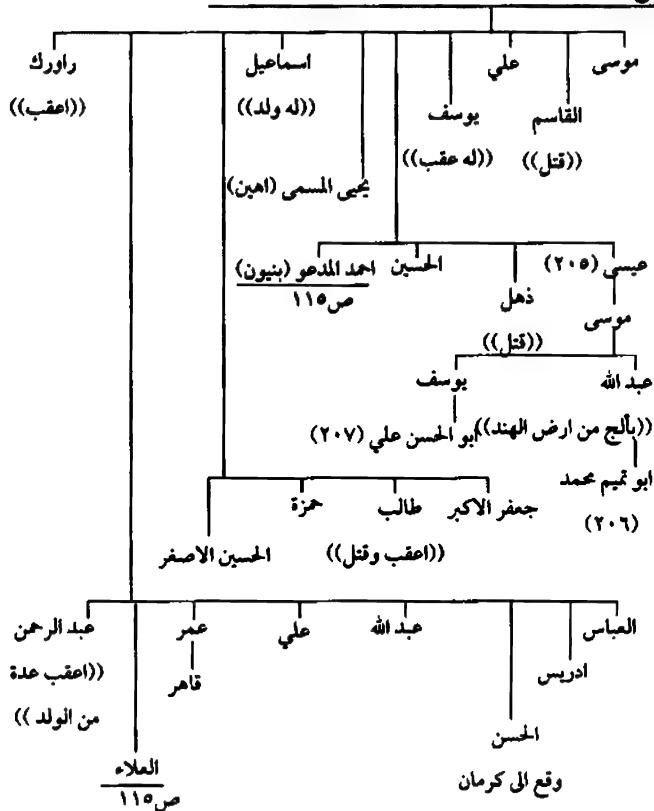 موسى علي اسماعيل راورك
القاسم يوسف ((له ولد)) ((اعقب))
((قتل)) ((له عقب)) يحيى المسمى (اهين)
عيسى (٢٠٥) الحسين احمد المدعو (بنيون)
ذهل ص١١٥
موسى ((قتل))
عبد الله يوسف
((بألج من ارض الهند)) ابو الحسن علي (٢٠٧)
ابو تميم محمد
(٢٠٦)
جعفر الاكبر طالب حمزة
((اعقب وقتل)) الحسين الاصغر
العباس عبد الله علي عمر عبد الرحمن
ادريس قاهر ((اعقب عدة
من الولد))
الحسن
وقع الى كرمان العلاء
ص١١٥